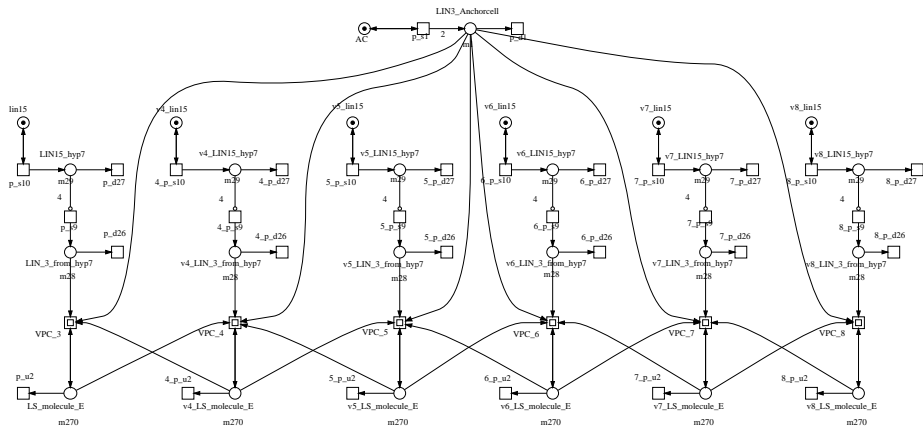 LIN3_Anchorcell
AC
p_s1
2
m1
p_d1
lin15
v4_lin15
v5_lin15
v6_lin15
v7_lin15
v8_lin15
LIN15_hyp7
v4_LIN15_hyp7
v5_LIN15_hyp7
v6_LIN15_hyp7
v7_LIN15_hyp7
v8_LIN15_hyp7
p_s10 m29 p_d27
4_p_s10 m29 4_p_d27
5_p_s10 m29 5_p_d27
6_p_s10 m29 6_p_d27
7_p_s10 m29 7_p_d27
8_p_s10 m29 8_p_d27
4 4 4 4 4 4
p_s9 4_p_s9 5_p_s9 6_p_s9 7_p_s9 8_p_s9
p_d26 4_p_d26 5_p_d26 6_p_d26 7_p_d26 8_p_d26
LIN_3_from_hyp7 v4_LIN_3_from_hyp7 v5_LIN_3_from_hyp7 v6_LIN_3_from_hyp7 v7_LIN_3_from_hyp7 v8_LIN_3_from_hyp7
m28 m28 m28 m28 m28 m28
VPC_3 VPC_4 VPC_5 VPC_6 VPC_7 VPC_8
p_u2 4_p_u2 5_p_u2 6_p_u2 7_p_u2 8_p_u2
LS_molecule_E v4_LS_molecule_E v5_LS_molecule_E v6_LS_molecule_E v7_LS_molecule_E v8_LS_molecule_E
m270 m270 m270 m270 m270 m270